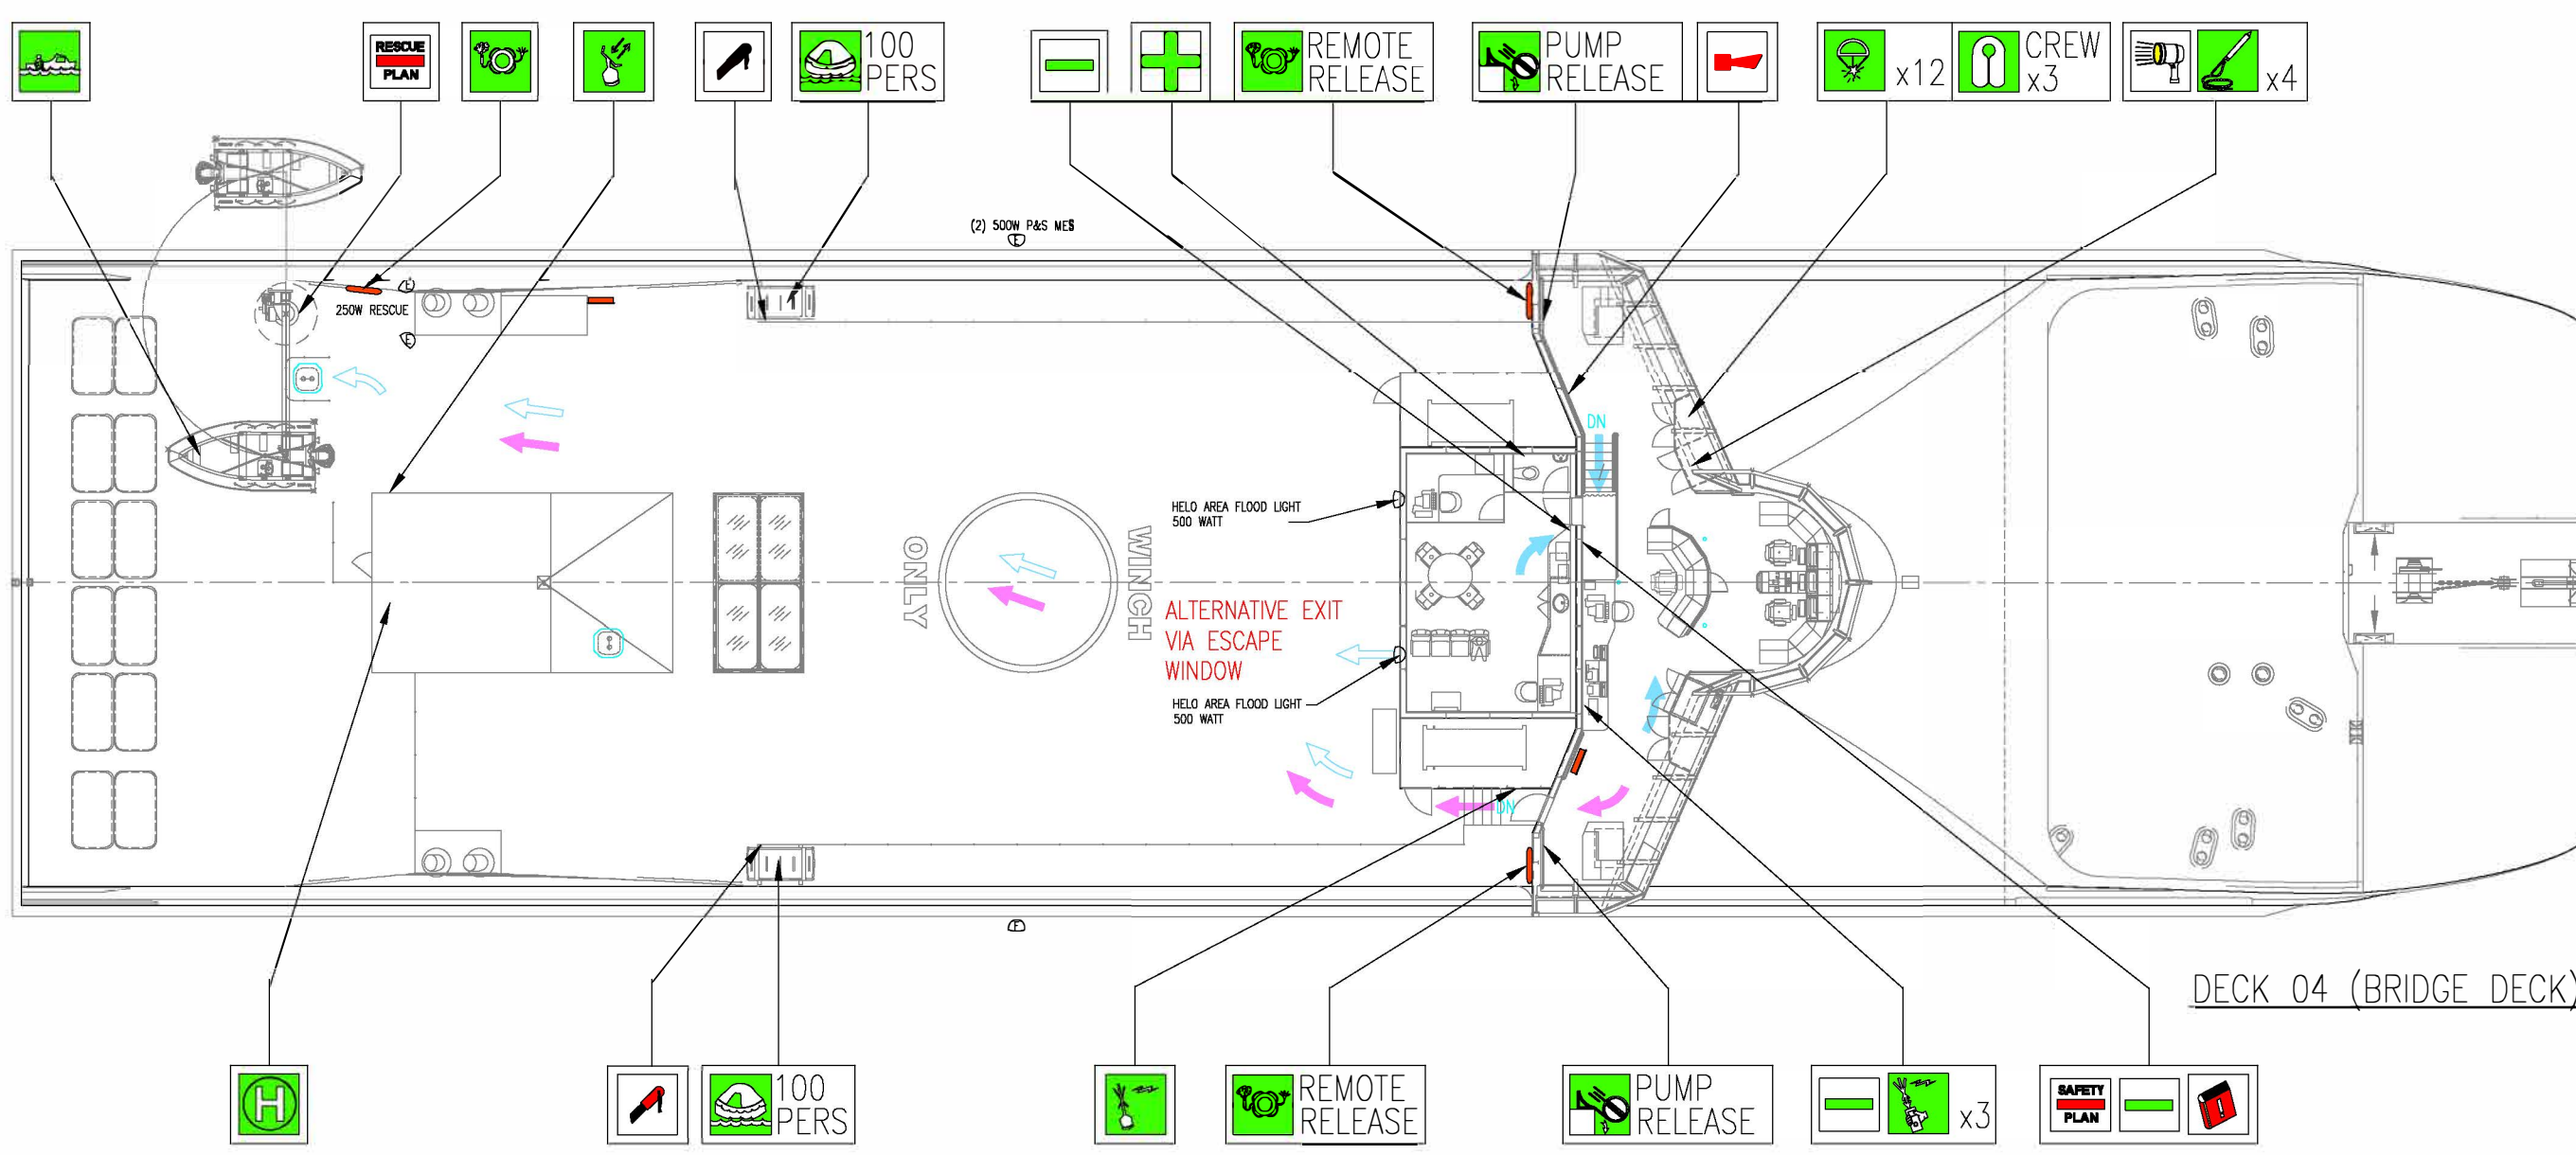 RESCUE
PLAN
100
PERS
REMOTE
RELEASE
PUMP
RELEASE
x12
CREW
x3
x4
(2) 500W P&S MES
E
E
250W RESCUE
E
DN
HELO AREA FLOOD LIGHT
500 WATT
ONLY
WINCH
ALTERNATIVE EXIT
VIA ESCAPE
WINDOW
HELO AREA FLOOD LIGHT
500 WATT
DN
E
DECK 04 (BRIDGE DECK)
H
100
PERS
REMOTE
RELEASE
PUMP
RELEASE
x3
SAFETY
PLAN